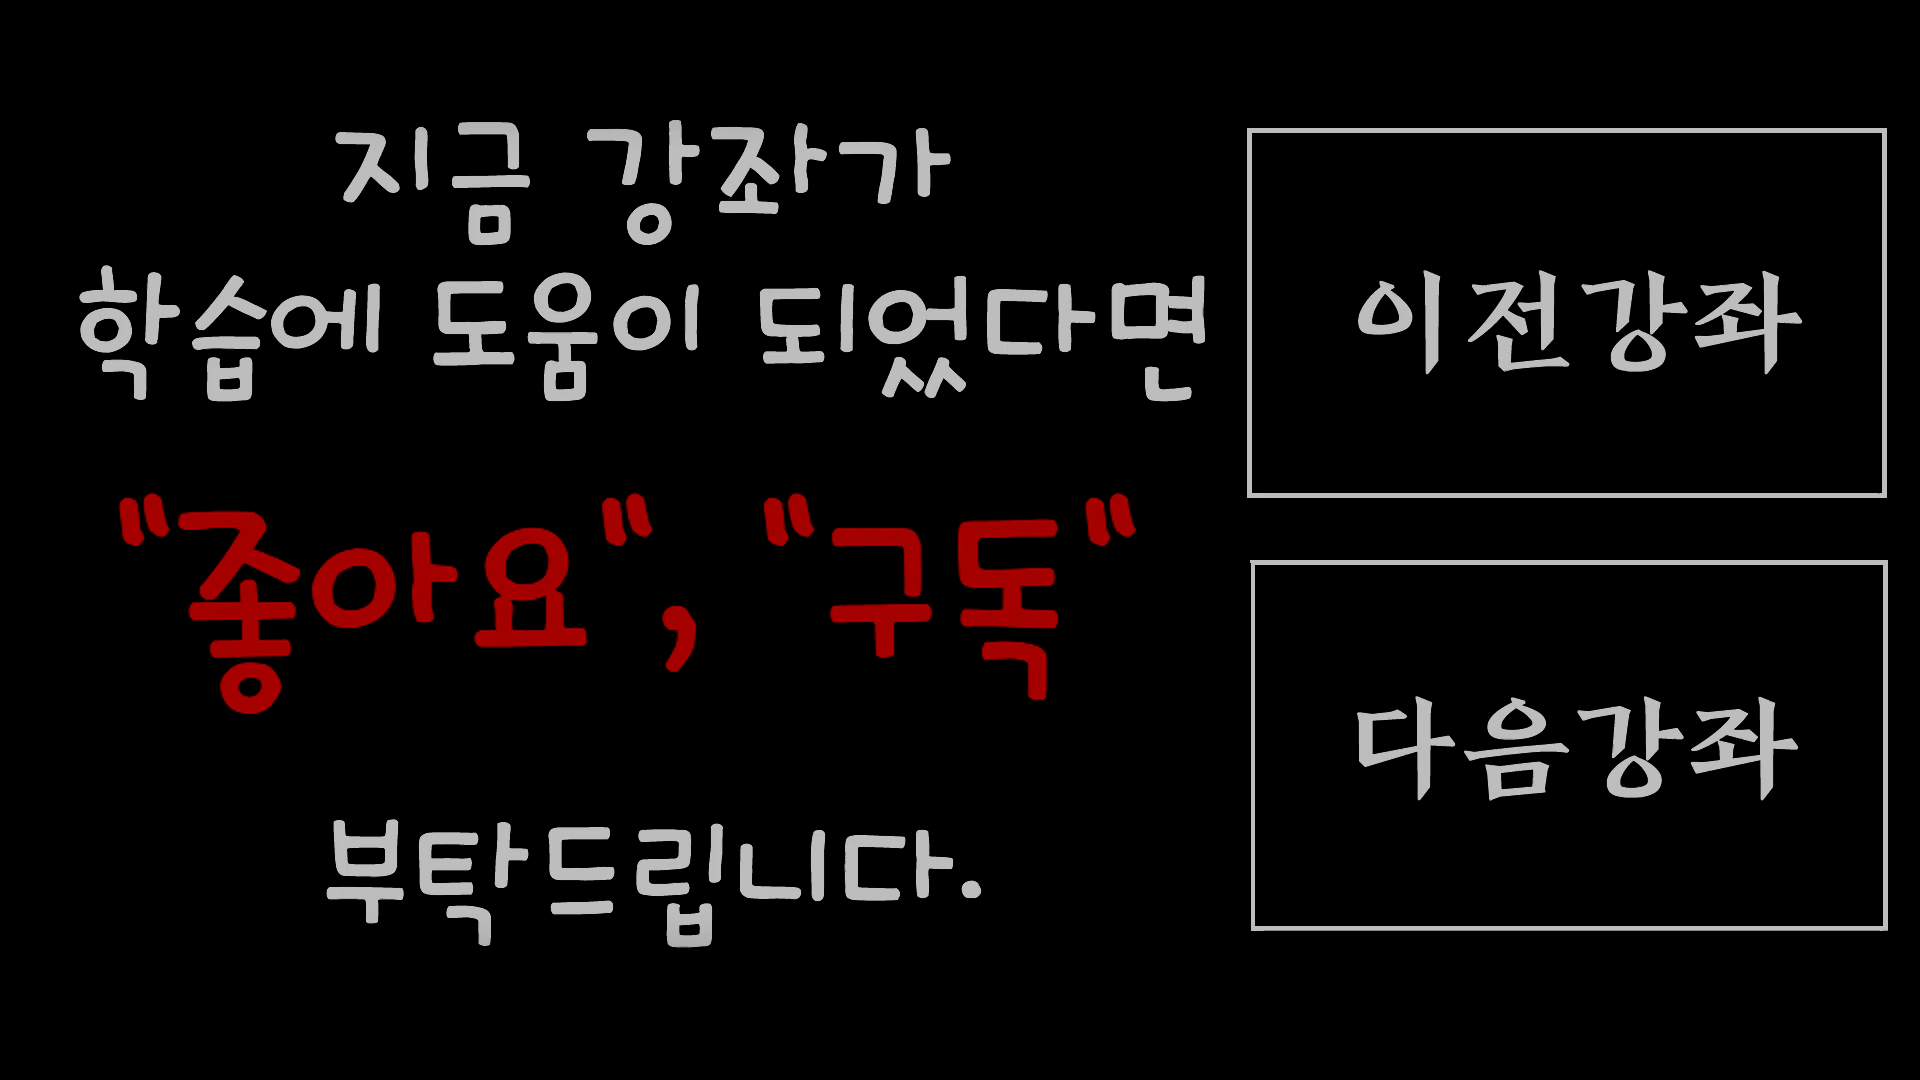 지금 강좌가
학습에 도움이 되었다면
"좋아요", "구독"
부탁드립니다.
이전강좌
다음강좌